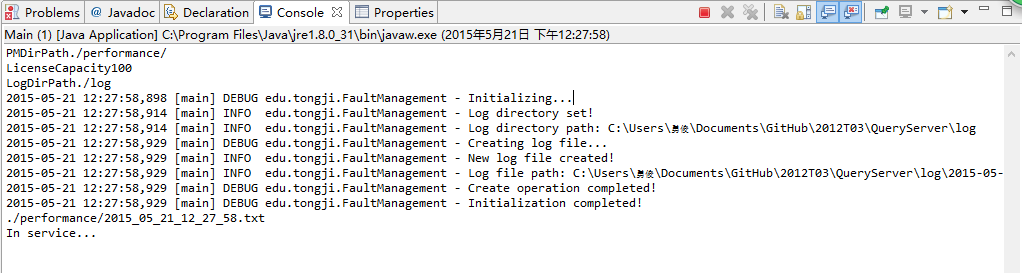 Problems @ Javadoc Declaration Console Properties
Main (1) [Java Application] C:\Program Files\Java\jre1.8.0_31\bin\javaw.exe (2015年5月21日 下午12:27:58)
PMDirPath./performance/
LicenseCapacity100
LogDirPath./log
2015-05-21 12:27:58,898 [main] DEBUG edu.tongji.FaultManagement - Initializing...
2015-05-21 12:27:58,914 [main] INFO  edu.tongji.FaultManagement - Log directory set!
2015-05-21 12:27:58,914 [main] INFO  edu.tongji.FaultManagement - Log directory path: C:\Users\俊\Documents\GitHub\2012T03\QueryServer\log
2015-05-21 12:27:58,929 [main] DEBUG edu.tongji.FaultManagement - Creating log file...
2015-05-21 12:27:58,929 [main] INFO  edu.tongji.FaultManagement - New log file created!
2015-05-21 12:27:58,929 [main] INFO  edu.tongji.FaultManagement - Log file path: C:\Users\俊\Documents\GitHub\2012T03\QueryServer\log\2015-05-
2015-05-21 12:27:58,929 [main] DEBUG edu.tongji.FaultManagement - Create operation completed!
2015-05-21 12:27:58,929 [main] DEBUG edu.tongji.FaultManagement - Initialization completed!
./performance/2015_05_21_12_27_58.txt
In service...